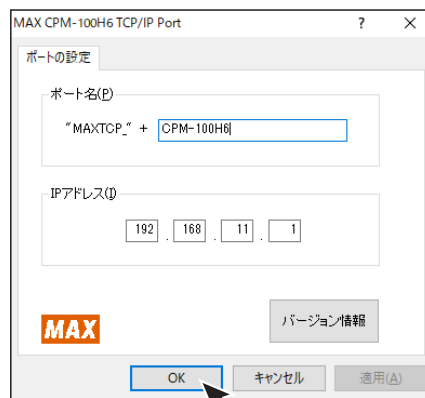 MAX CPM-100H6 TCP/IP Port ? ×
ポートの設定
ポート名(P)
"MAXTCP_" + CPM-100H6
IPアドレス(I)
192 . 168 . 11 . 1
MAX
バージョン情報
OK キャンセル 適用(A)